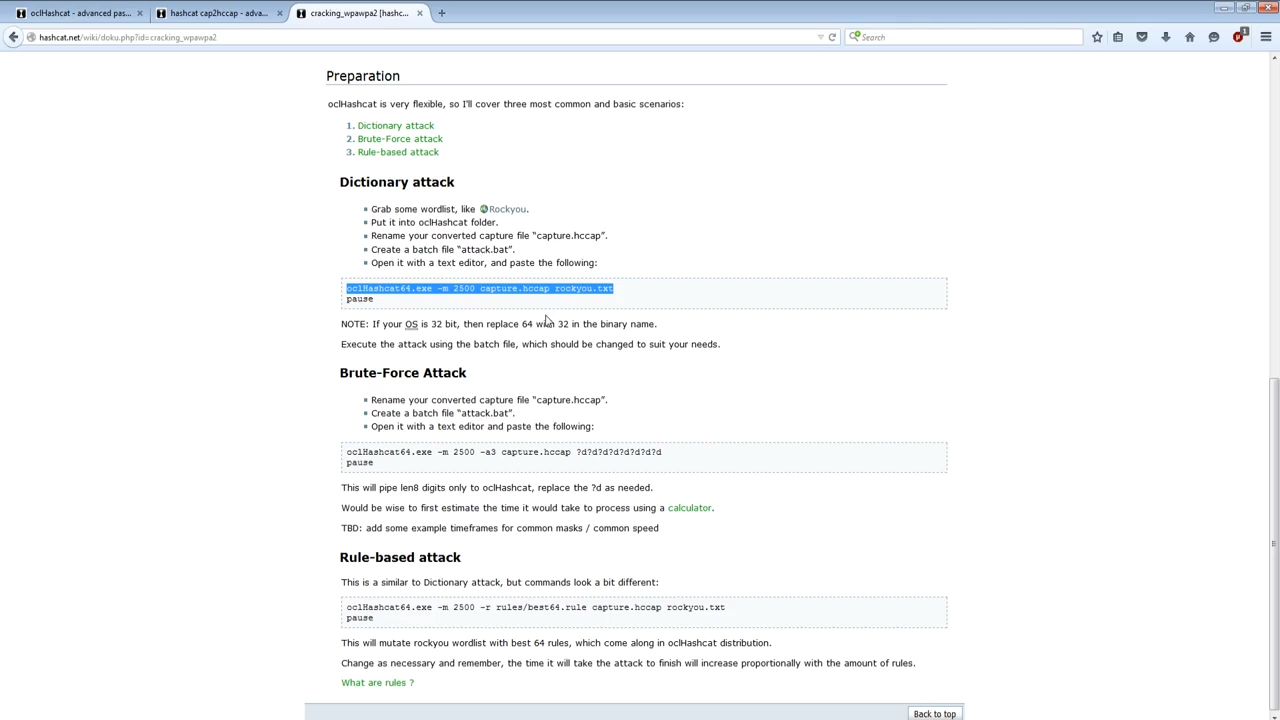 oclHashcat - advanced pas...
hashcat cap2hccap - adva...
cracking_wpawpa2 [hashc...
hashcat.net/wiki/doku.php?id=cracking_wpawpa2
Search
1
Preparation
oclHashcat is very flexible, so I'll cover three most common and basic scenarios:
1. Dictionary attack
2. Brute-Force attack
3. Rule-based attack
Dictionary attack
Grab some wordlist, like Rockyou.
Put it into oclHashcat folder.
Rename your converted capture file “capture.hccap”.
Create a batch file “attack.bat”.
Open it with a text editor, and paste the following:
oclHashcat64.exe -m 2500 capture.hccap rockyou.txt
pause
NOTE: If your OS is 32 bit, then replace 64 with 32 in the binary name.
Execute the attack using the batch file, which should be changed to suit your needs.
Brute-Force Attack
Rename your converted capture file “capture.hccap”.
Create a batch file “attack.bat”.
Open it with a text editor and paste the following:
oclHashcat64.exe -m 2500 -a3 capture.hccap ?d?d?d?d?d?d?d?d
pause
This will pipe len8 digits only to oclHashcat, replace the ?d as needed.
Would be wise to first estimate the time it would take to process using a calculator.
TBD: add some example timeframes for common masks / common speed
Rule-based attack
This is a similar to Dictionary attack, but commands look a bit different:
oclHashcat64.exe -m 2500 -r rules/best64.rule capture.hccap rockyou.txt
pause
This will mutate rockyou wordlist with best 64 rules, which come along in oclHashcat distribution.
Change as necessary and remember, the time it will take the attack to finish will increase proportionally with the amount of rules.
What are rules ?
Back to top